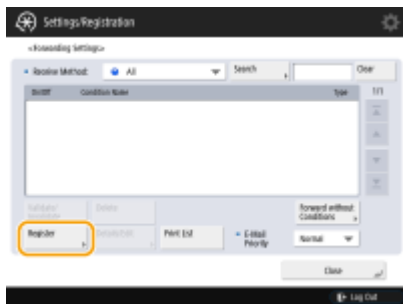 Settings/Registration
<Forwarding Settings>
Receive Method: All Search Clear
On/Off Condition Name Type 1/1
Validate/
Invalidate Delete Forward without
Conditions
Register Details/Edit Print List E-Mail
Priority Normal
Close
Log Out